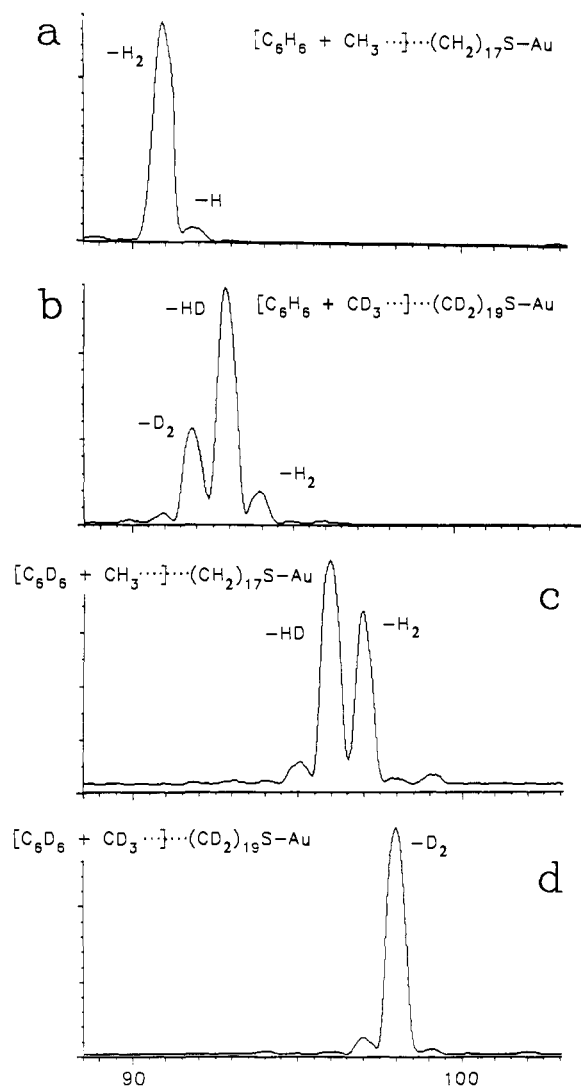 a
[C₆H₆ + CH₃ ···]···(CH₂)₁₇S–Au
–H₂
–H
b
[C₆H₆ + CD₃ ···]···(CD₂)₁₉S–Au
–HD
–D₂
–H₂
[C₆D₆ + CH₃ ···]···(CH₂)₁₇S–Au
c
–HD
–H₂
[C₆D₆ + CD₃ ···]···(CD₂)₁₉S–Au
–D₂
d
90 100